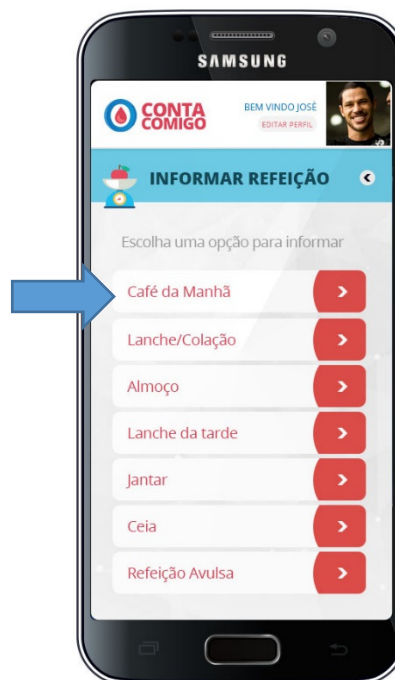 SAMSUNG
CONTA
COMIGO
BEM VINDO JOSÉ
EDITAR PERFIL
INFORMAR REFEIÇÃO
Escolha uma opção para informar
Café da Manhã
Lanche/Colação
Almoço
Lanche da tarde
Jantar
Ceia
Refeição Avulsa